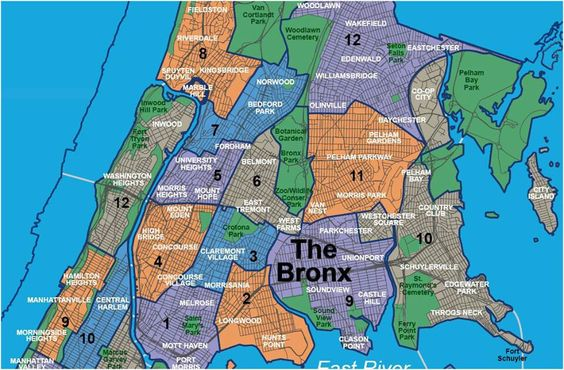 FIELDSTON
Van
Cortlandt
Park
WOODLAWN
RIVERDALE
8
Woodlawn
Cemetery
WAKEFIELD
12
Seton
Falls
Park
EASTCHESTER
EDENWALD
SPUYTEN
DUYVIL
KINGSBRIDGE
MARBLE
HILL
NORWOOD
WILLIAMSBRIDGE
Pelham
Bay
Park
CO-OP
CITY
Inwood
Hill Park
BEDFORD
PARK
OLINVILLE
BAYCHESTER
INWOOD
Fort
Tryon
Park
7
Botanical
Garden
PELHAM
GARDENS
FORDHAM
Bronx
Park
PELHAM PARKWAY
UNIVERSITY
HEIGHTS
5
BELMONT
6
11
PELHAM
BAY
WASHINGTON
HEIGHTS
MORRIS
HEIGHTS
MOUNT
HOPE
Zoo/Wildlife
Conser.
Park
MORRIS PARK
CITY
ISLAND
12
MOUNT
EDEN
EAST
TREMONT
VAN
NEST
COUNTRY
CLUB
WESTCHESTER
SQUARE
Crotona
Park
WEST
FARMS
PARKCHESTER
10
HIGH
BRIDGE
CONCOURSE
4
CLAREMONT
VILLAGE
3
The
Bronx
UNIONPORT
SCHUYLERVILLE
HAMILTON
HEIGHTS
CONCOURSE
VILLAGE
MORRISANIA
St.
Raymond's
Cemetery
EDGEWATER
PARK
MANHATTANVILLE
CENTRAL
HARLEM
MELROSE
2
SOUNDVIEW
9
CASTLE
HILL
THROGS NECK
9
1
Saint
Mary's
Park
LONGWOOD
Sound
View
Park
Ferry
Point
Park
MORNINGSIDE
HEIGHTS
10
MOTT HAVEN
HUNTS
POINT
CLASON
POINT
Fort
Schuyler
MANHATTAN
VALLEY
Marcus
Garvey
PORT
MORRIS
East River